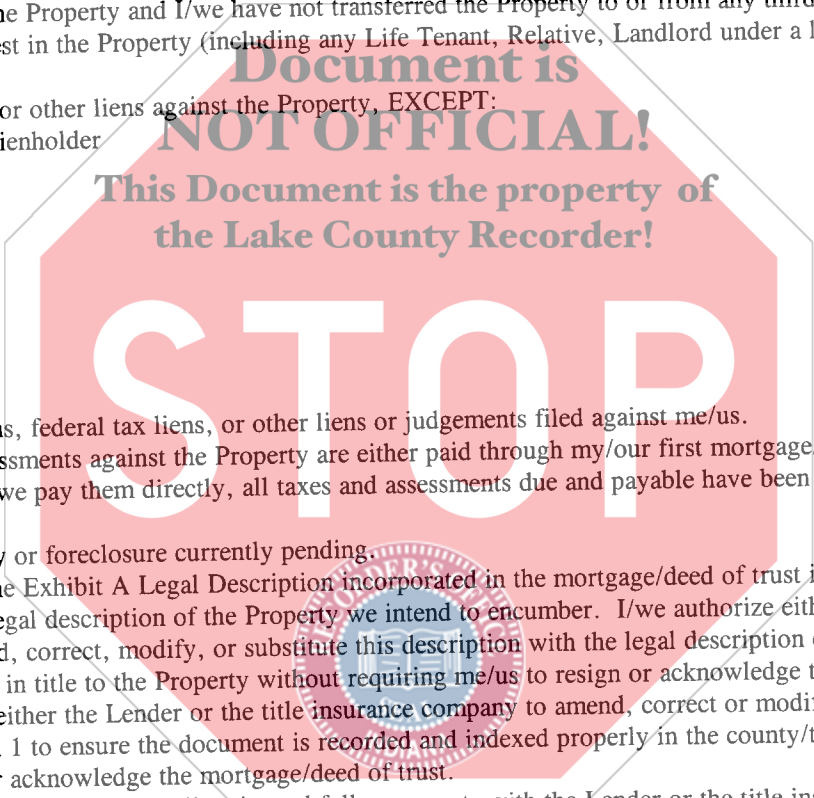 ne Property and I/we have not transferred the Property to or from any third
st in the Property (including any Life Tenant, Relative, Landlord under a l
Document is
or other liens against the Property, EXCEPT:
NOT OFFICIAL!
ienholder
This Document is the property of
the Lake County Recorder!
STOP
s, federal tax liens, or other liens or judgements filed against me/us.
ssments against the Property are either paid through my/our first mortgage
we pay them directly, all taxes and assessments due and payable have been
y or foreclosure currently pending.
ne Exhibit A Legal Description incorporated in the mortgage/deed of trust i
egal description of the Property we intend to encumber. I/we authorize eith
d, correct, modify, or substitute this description with the legal description
in title to the Property without requiring me/us to resign or acknowledge t
either the Lender or the title insurance company to amend, correct or modif
1 to ensure the document is recorded and indexed properly in the county/t
r acknowledge the mortgage/deed of trust.